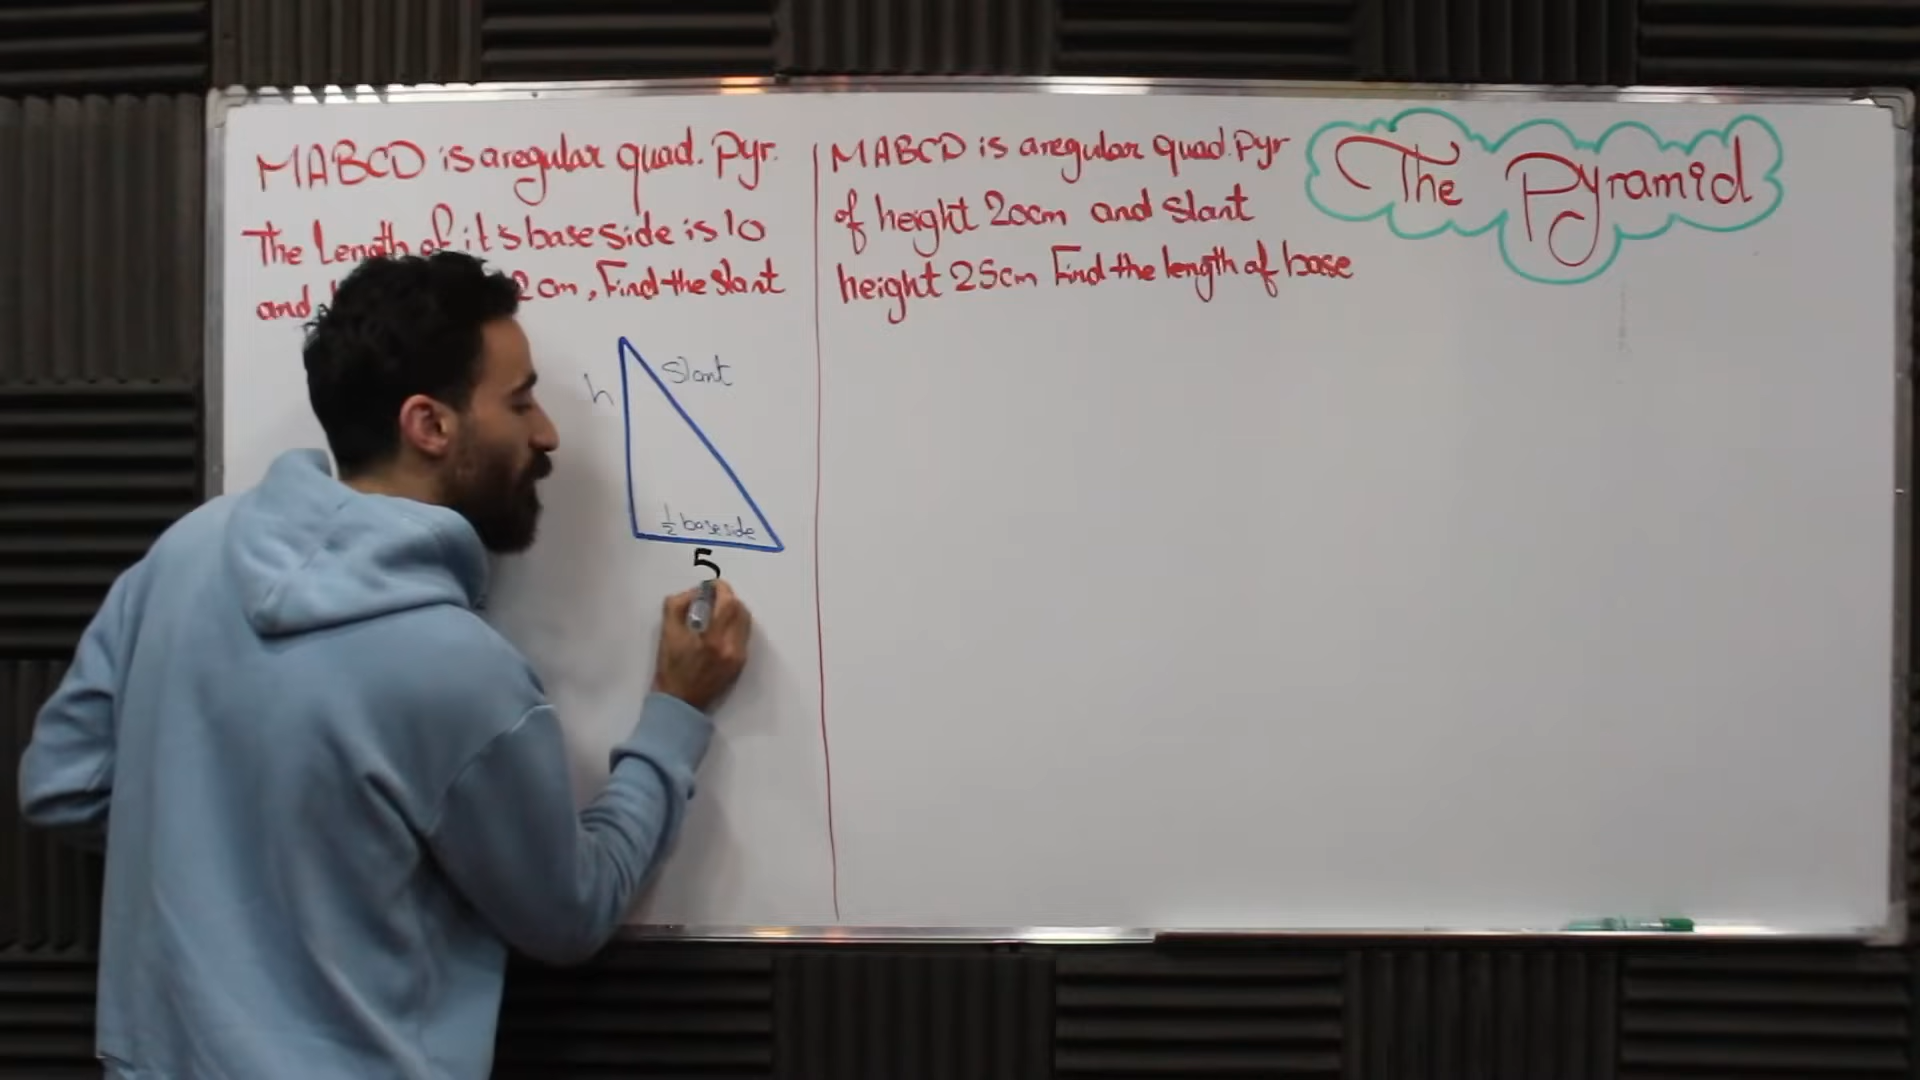 MABCD is aregular quad. Pyr.
The Length of it's base side is 10
and 2 cm, Find the slant
h
slant
1/2 base side
5
MABCD is aregular quad. Pyr
of height 20cm and slant
height 25cm Find the length of base
The Pyramid